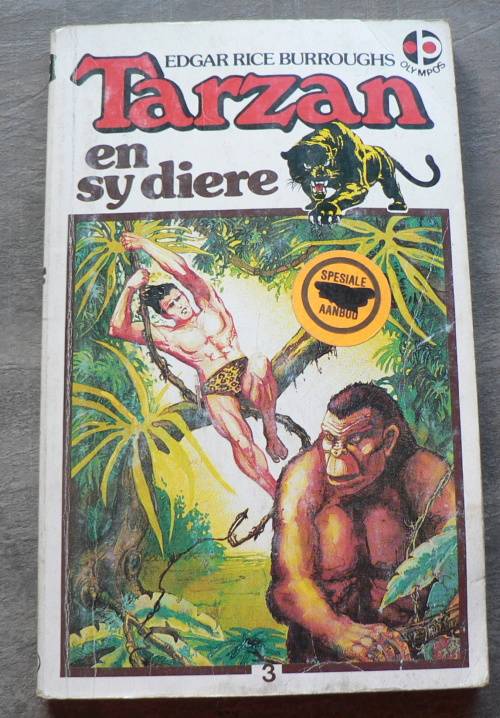 EDGAR RICE BURROUGHS
OLYMPOS
Tarzan
en
sy diere
SPESIALE
AANBOD
3